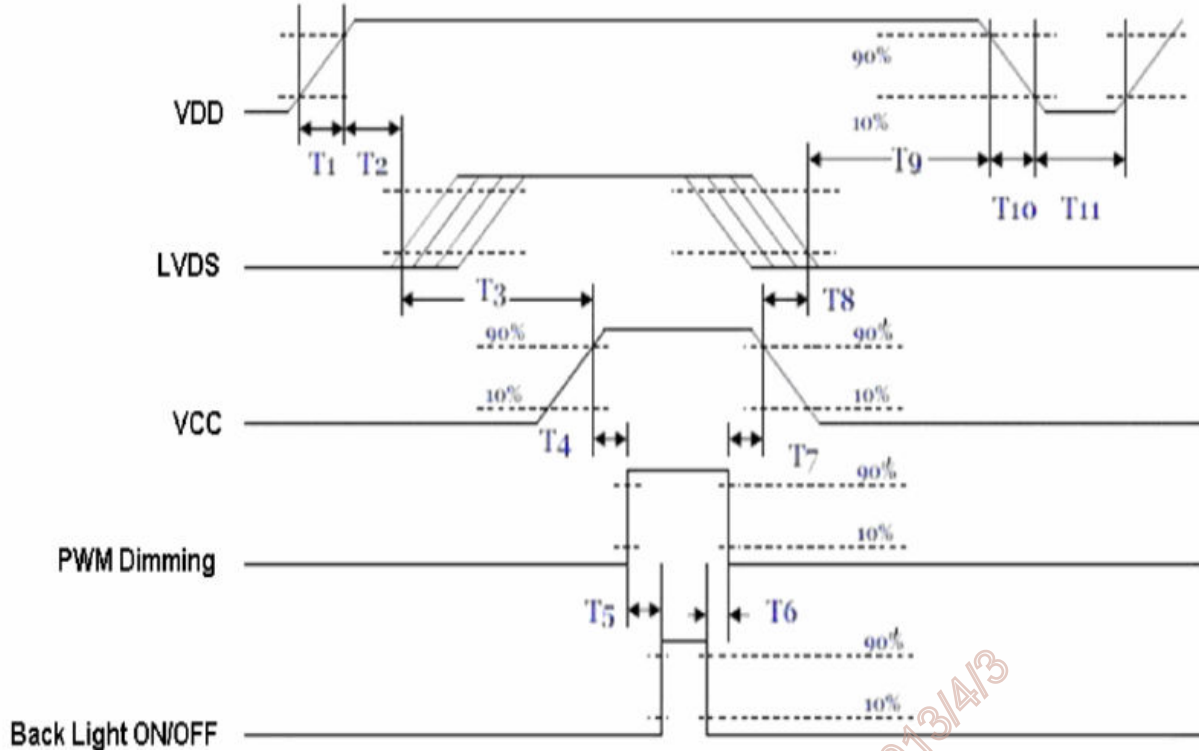 90%
VDD
10%
T1
T2
T9
T10
T11
LVDS
T3
T8
90%
90%
10%
10%
VCC
T4
T7
90%
10%
PWM Dimming
T5
T6
90%
10%
Back Light ON/OFF